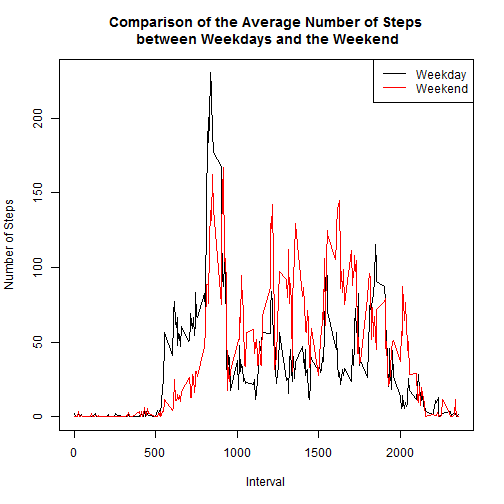 Comparison of the Average Number of Steps
between Weekdays and the Weekend
Weekday
Weekend
Number of Steps
200
150
100
50
0
0
500
1000
1500
2000
Interval